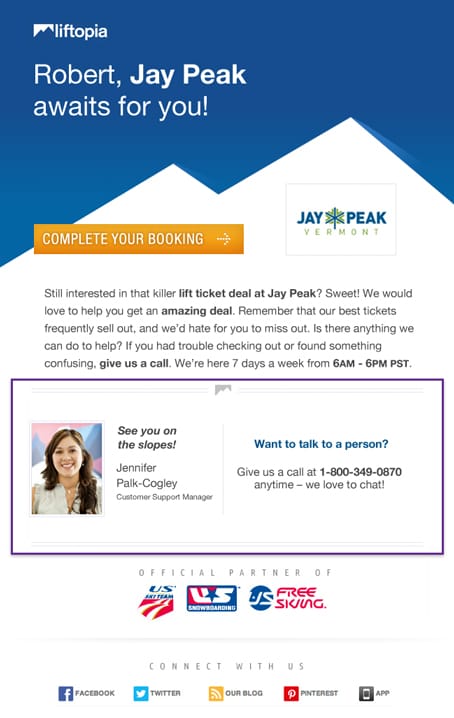 liftopia
Robert, Jay Peak
awaits for you!
JAY PEAK
VERMONT
COMPLETE YOUR BOOKING
Still interested in that killer lift ticket deal at Jay Peak? Sweet! We would
love to help you get an amazing deal. Remember that our best tickets
frequently sell out, and we'd hate for you to miss out. Is there anything we
can do to help? If you had trouble checking out or found something
confusing, give us a call. We're here 7 days a week from 6AM - 6PM PST.
See you on
the slopes!
Jennifer
Palk-Cogley
Customer Support Manager
Want to talk to a person?
Give us a call at 1-800-349-0870
anytime – we love to chat!
OFFICIAL PARTNER OF
US
SKI TEAM
US
SNOWBOARDING
US FREE
SKIING.
CONNECT WITH US
FACEBOOK
TWITTER
OUR BLOG
PINTEREST
APP